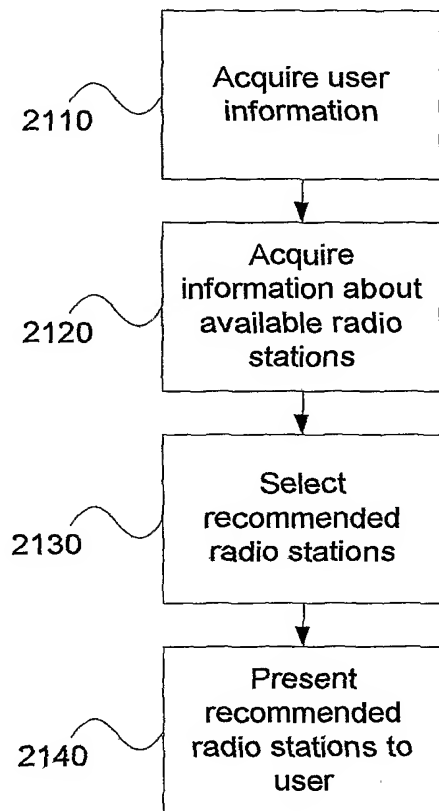 Acquire user
information
2110
Acquire
information about
available radio
stations
2120
Select
recommended
radio stations
2130
Present
recommended
radio stations to
user
2140